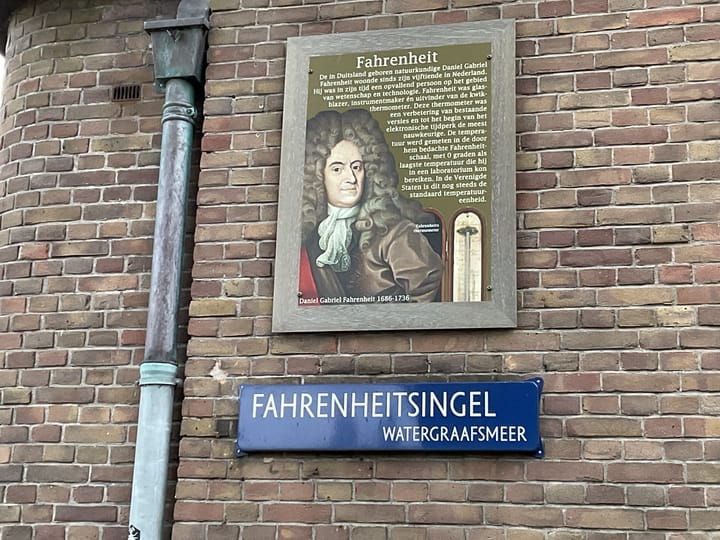 Fahrenheit
De in Duitsland geboren natuurkundige Daniel Gabriel
Fahrenheit woonde sinds zijn vijftiende in Nederland.
Hij was in zijn tijd een opvallend persoon op het gebied
van wetenschap en technologie. Fahrenheit was glas-
blazer, instrumentmaker én uitvinder van de kwik-
thermometer. Deze thermometer was
een verbetering van bestaande
versies en tot het begin van het
elektronische tijdperk de meest
nauwkeurige. De tempera-
tuur werd gemeten in de door
hem bedachte Fahrenheit-
schaal, met 0 graden als
laagste temperatuur die hij
in een laboratorium kon
bereiken. In de Verenigde
Staten is dit nog steeds de
standaard temperatuur-
eenheid.
Fahrenheits
thermometer
Daniel Gabriel Fahrenheit 1686-1736
FAHRENHEITSINGEL
WATERGRAAFSMEER